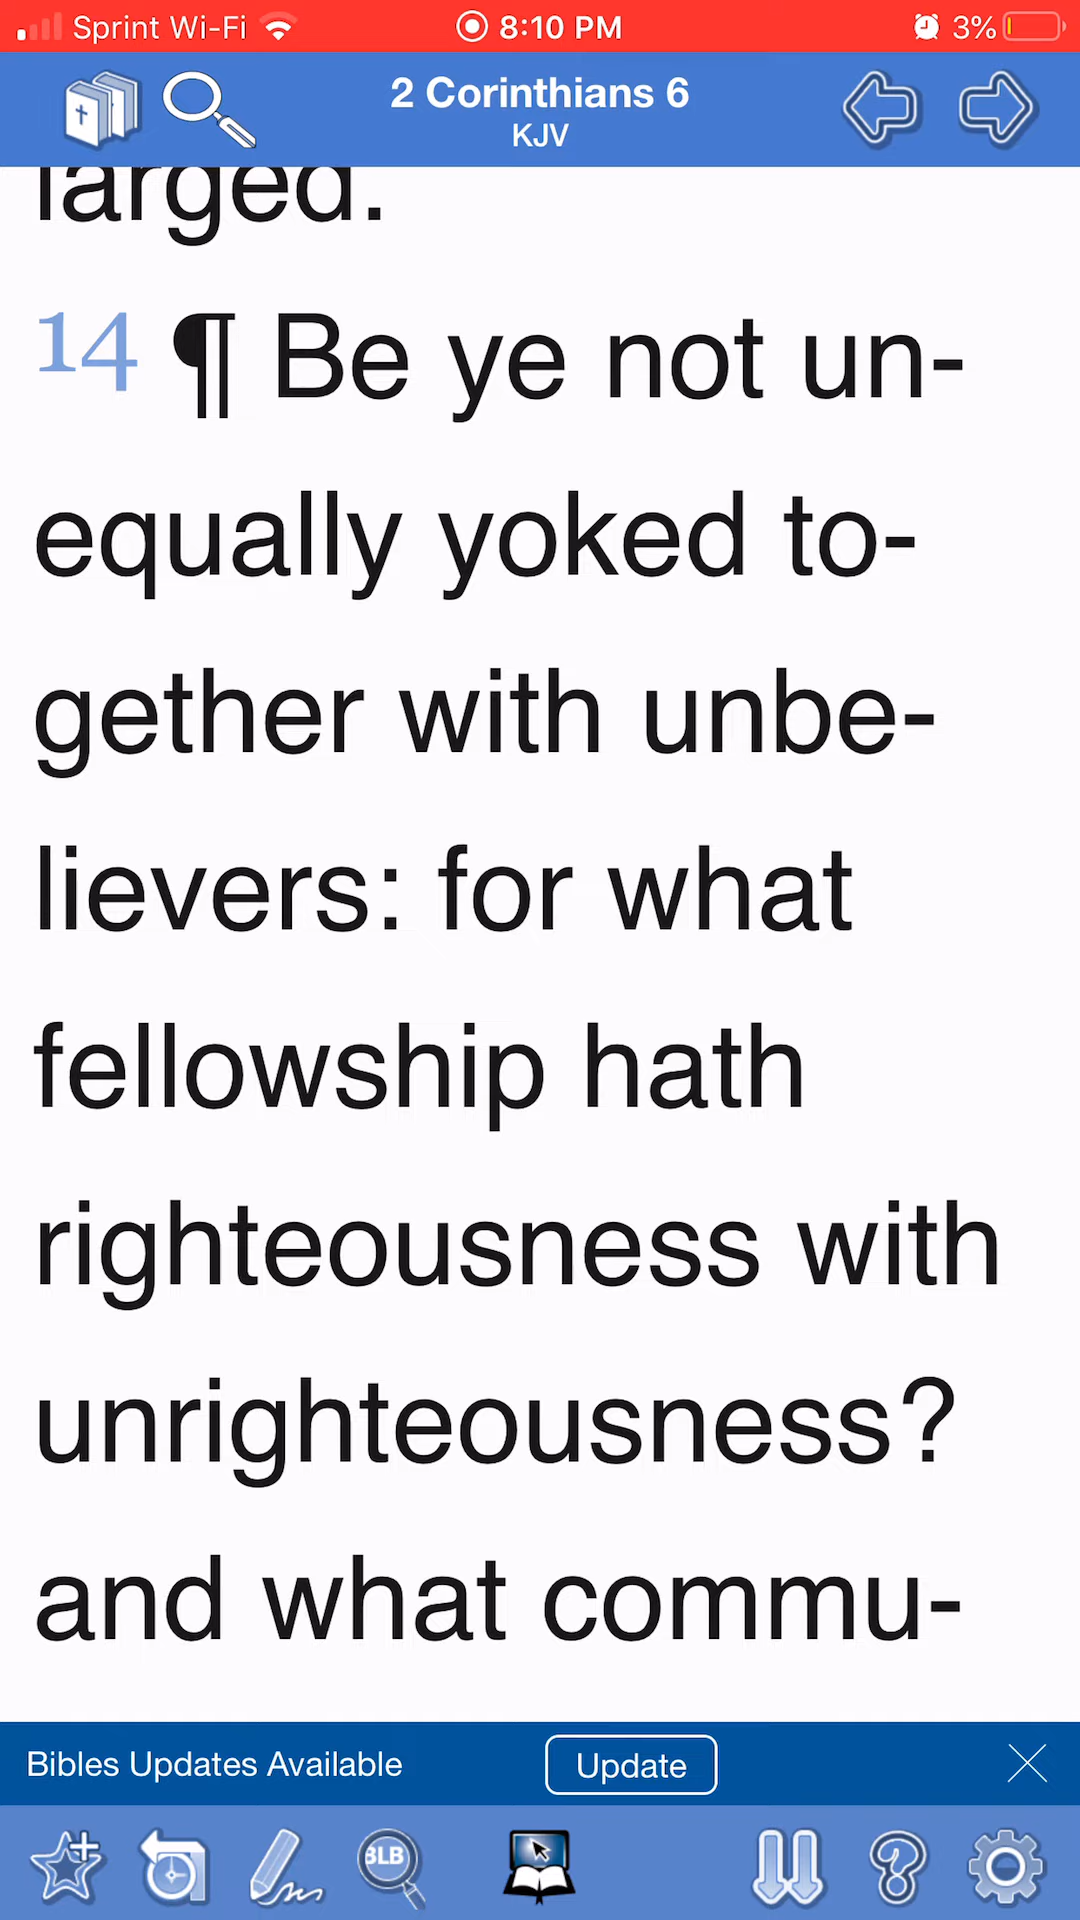 Sprint Wi-Fi 8:10 PM 3%
2 Corinthians 6
KJV
larged.
14 ¶ Be ye not un-
equally yoked to-
gether with unbe-
lievers: for what
fellowship hath
righteousness with
unrighteousness?
and what commu-
Bibles Updates Available Update
BLB